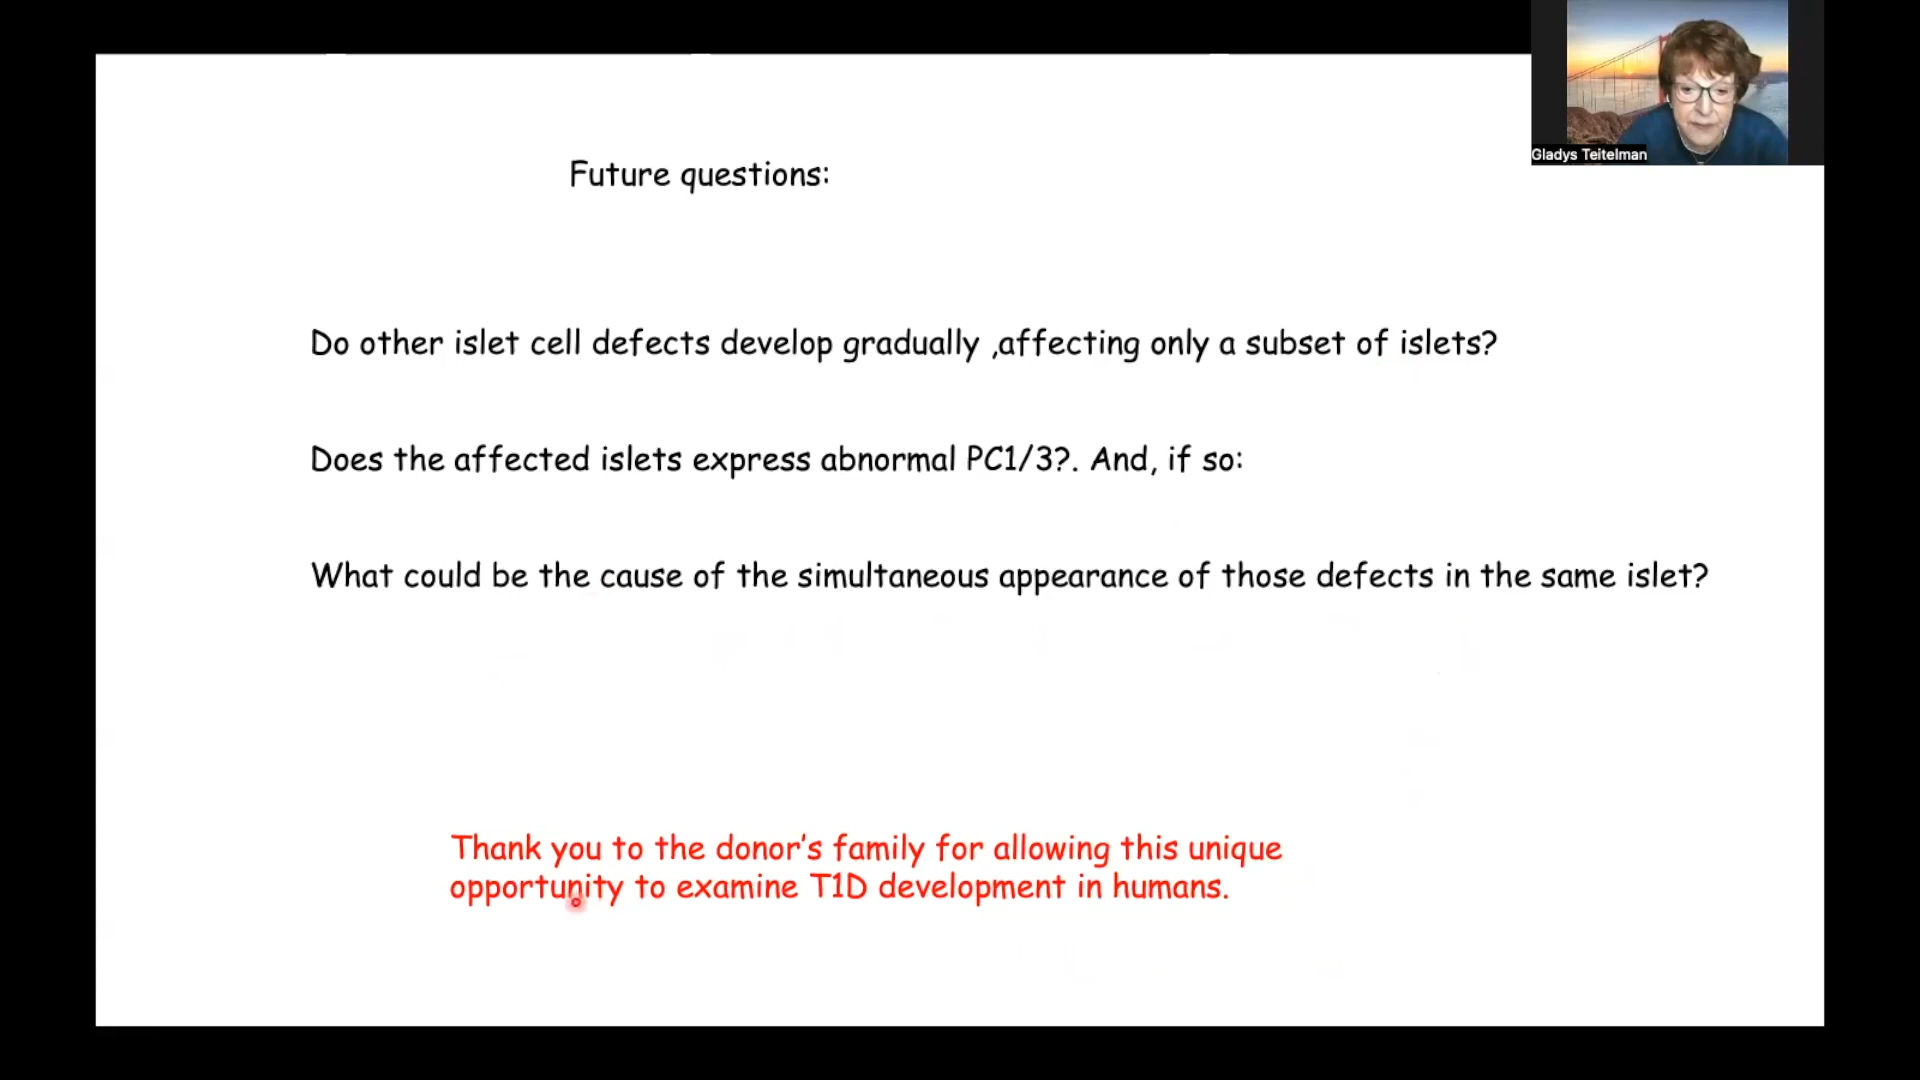 Gladys Teitelman
Future questions:
Do other islet cell defects develop gradually ,affecting only a subset of islets?
Does the affected islets express abnormal PC1/3?. And, if so:
What could be the cause of the simultaneous appearance of those defects in the same islet?
Thank you to the donor’s family for allowing this unique
opportunity to examine T1D development in humans.